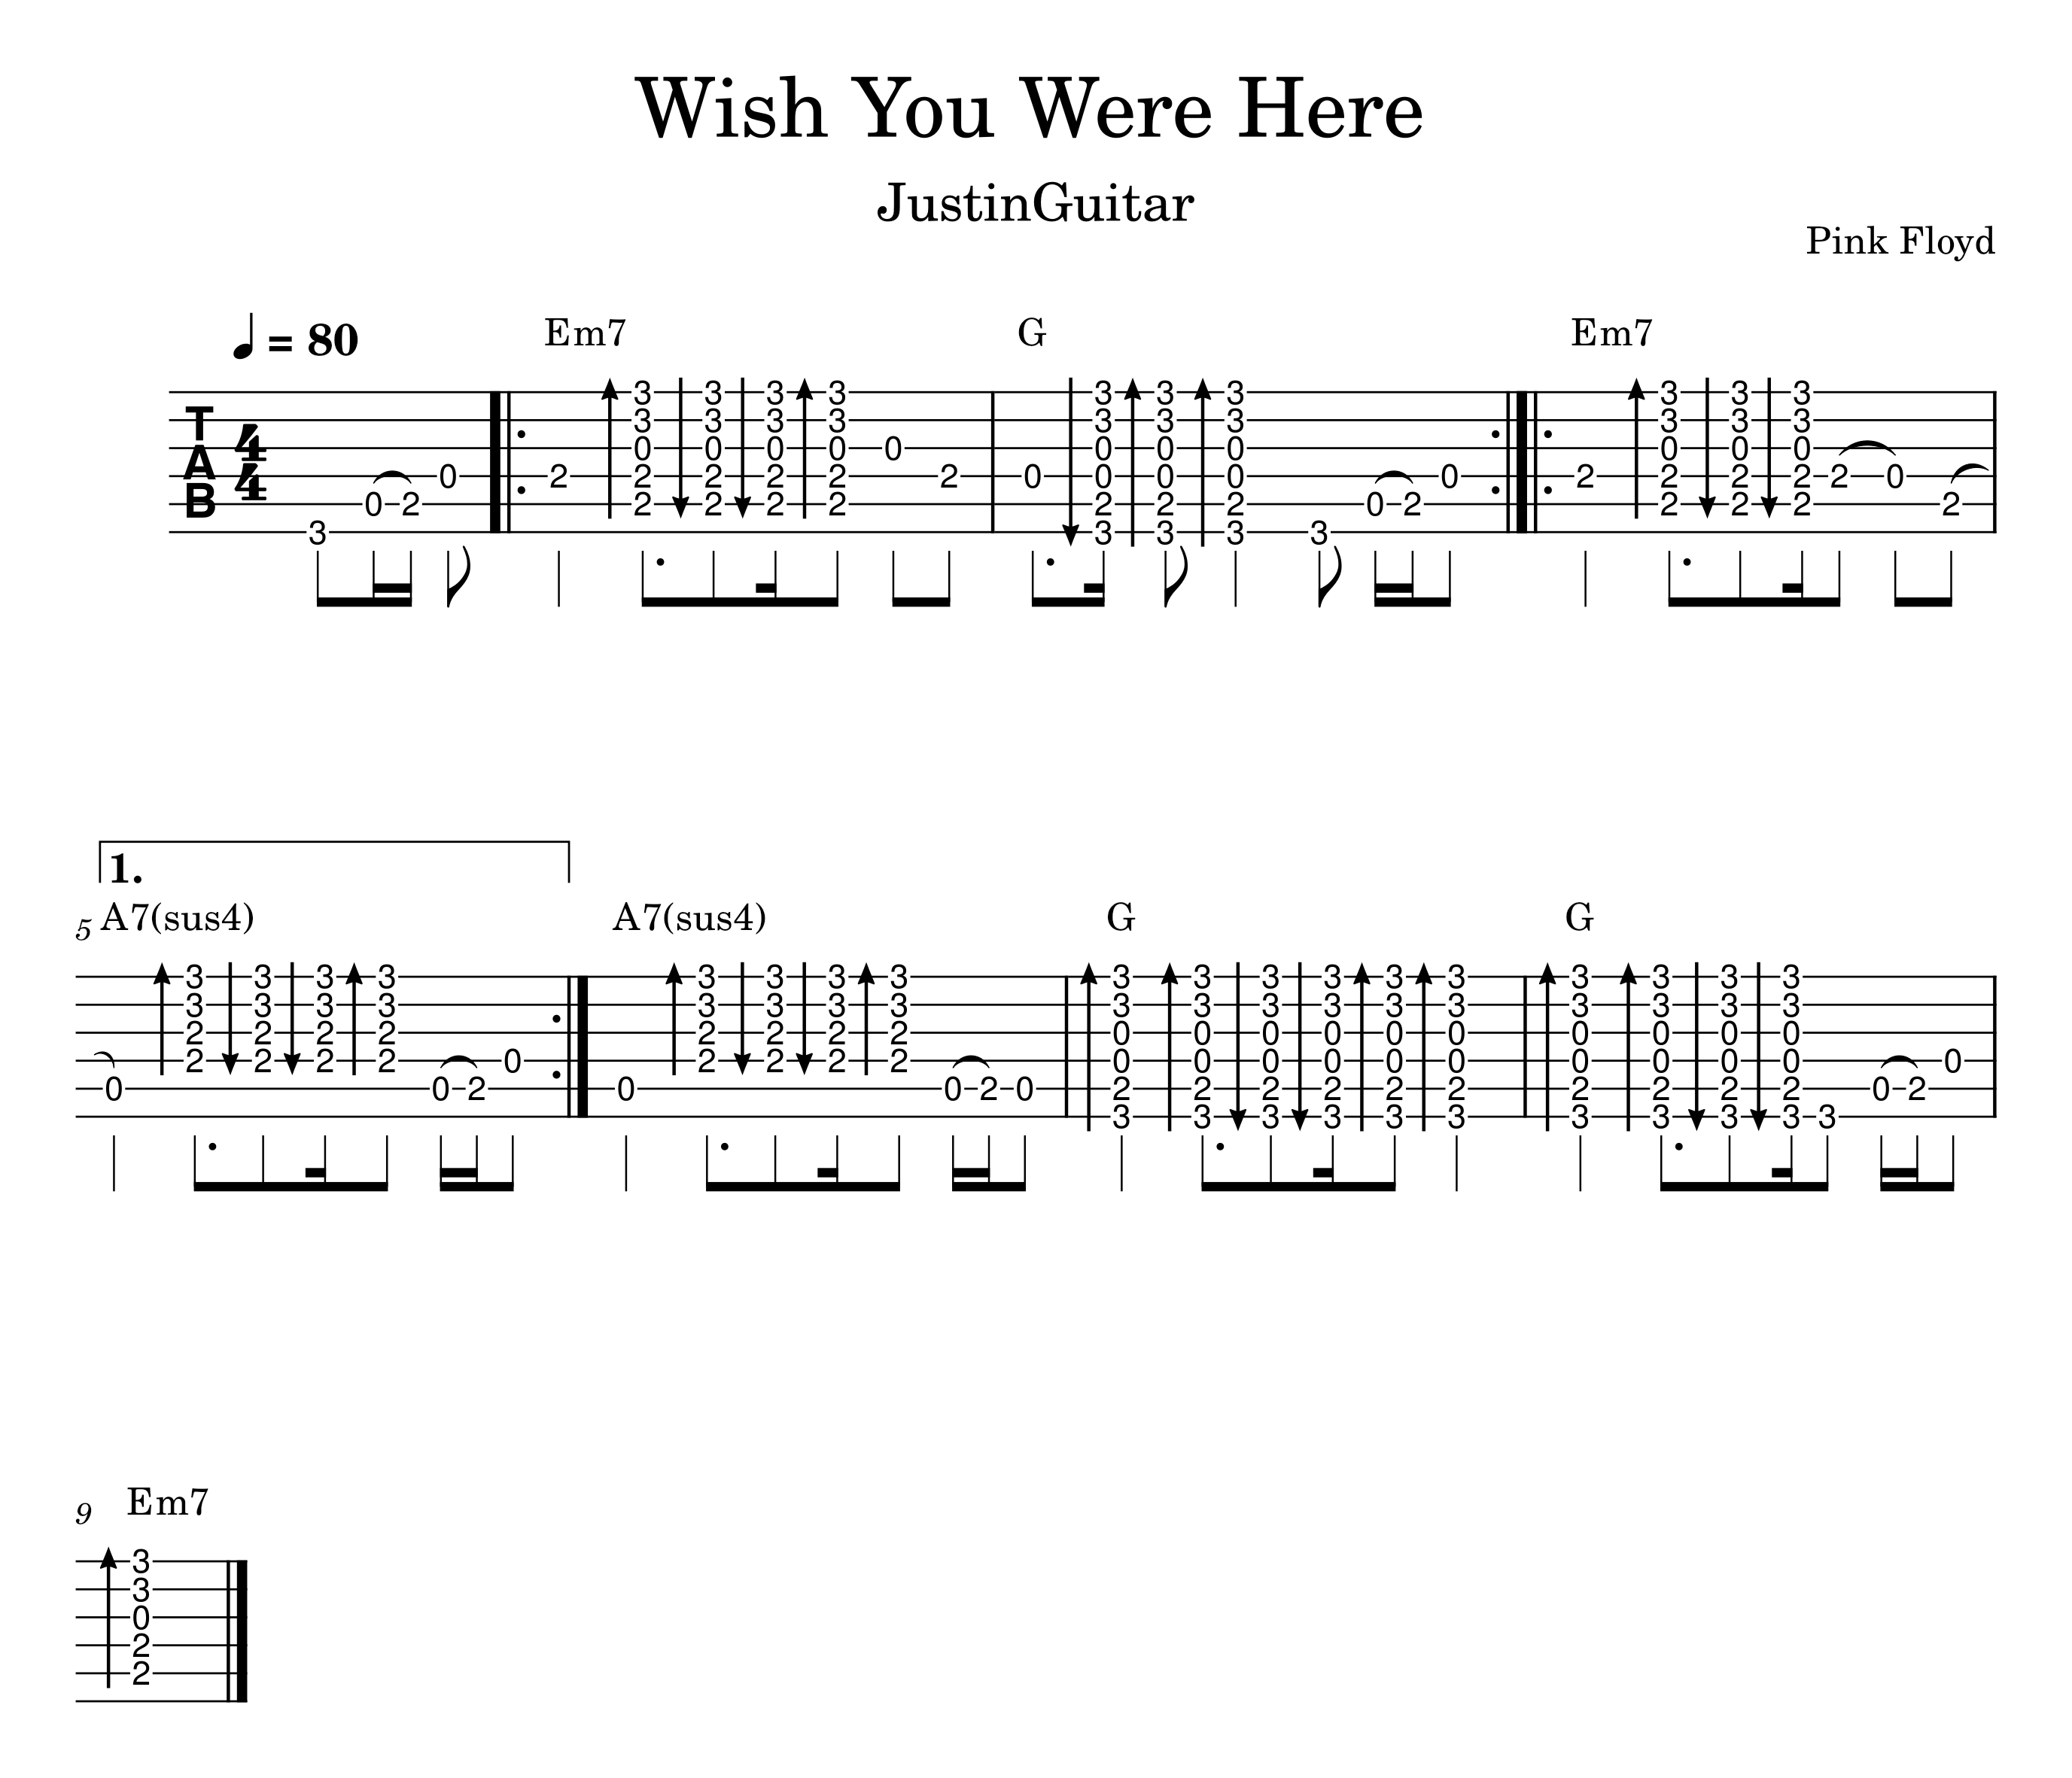 Wish You Were Here
JustinGuitar
Pink Floyd
= 80
Em7 G Em7
T
A
B
4
4
3 0 2 0 2 3 3 0 2 2 3 3 0 2 2 3 3 0 2 2 3 3 0 2 2 0 2 0 3 3 0 0 2 3 3 3 0 0 2 3 3 3 0 0 2 3 3 0 2 0 2 3 3 0 2 2 3 3 0 2 2 3 3 0 2 2 2 0 2
1.
5 A7(sus4) A7(sus4) G G
0 3 3 2 2 3 3 2 2 3 3 2 2 3 3 2 2 0 2 0 0 3 3 2 2 3 3 2 2 3 3 2 2 3 3 2 2 0 2 0 3 3 0 0 2 3 3 3 0 0 2 3 3 3 0 0 2 3 3 3 0 0 2 3 3 3 0 0 2 3 3 3 0 0 2 3 3 3 0 0 2 3 3 3 0 0 2 3 3 3 0 0 2 3 3 3 0 0 2 3 3 0 2 0
9 Em7
3
3
0
2
2